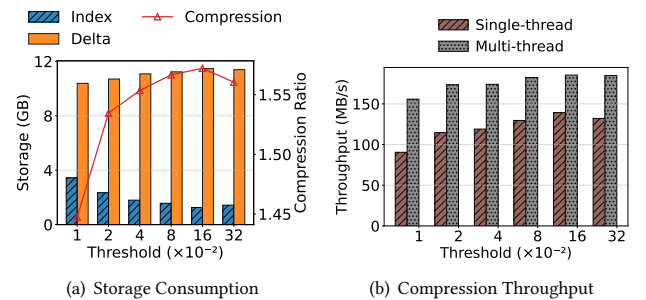 Index
Compression
Delta
12
8
4
0
Storage (GB)
1.55
1.50
1.45
Compression Ratio
1 2 4 8 16 32
Threshold (×10⁻²)
(a) Storage Consumption
Single-thread
Multi-thread
150
100
50
0
Throughput (MB/s)
1 2 4 8 16 32
Threshold (×10⁻²)
(b) Compression Throughput